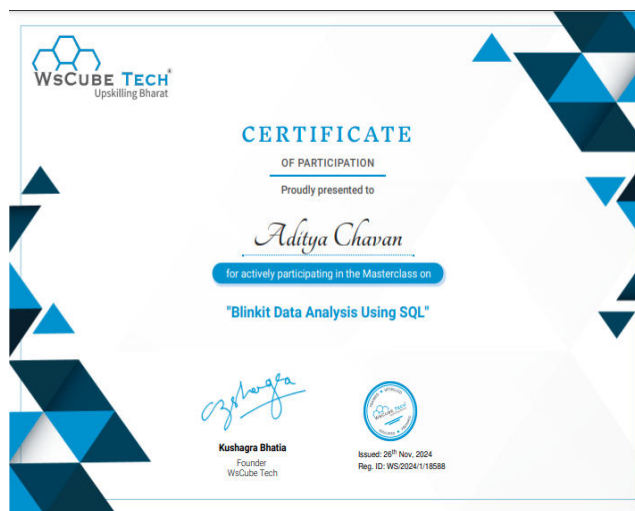 WsCube Tech®
Upskilling Bharat
CERTIFICATE
OF PARTICIPATION
Proudly presented to
Aditya Chavan
for actively participating in the Masterclass on
"Blinkit Data Analysis Using SQL"
Kushagra Bhatia
Founder
WsCube Tech
WsCube Tech
Issued: 26th Nov, 2024
Reg. ID: WS/2024/1/18588